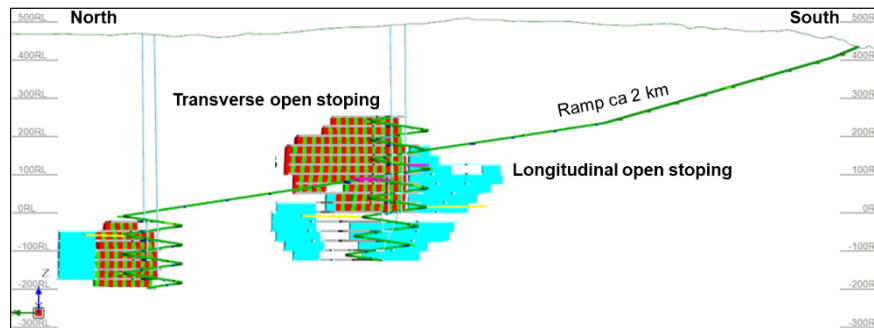 North
South
500RL
400RL
300RL
200RL
100RL
0RL
-100RL
-200RL
-300RL
Transverse open stoping
Ramp ca 2 km
Longitudinal open stoping
500RL
400RL
300RL
200RL
100RL
0RL
-100RL
-200RL
-300RL
Z